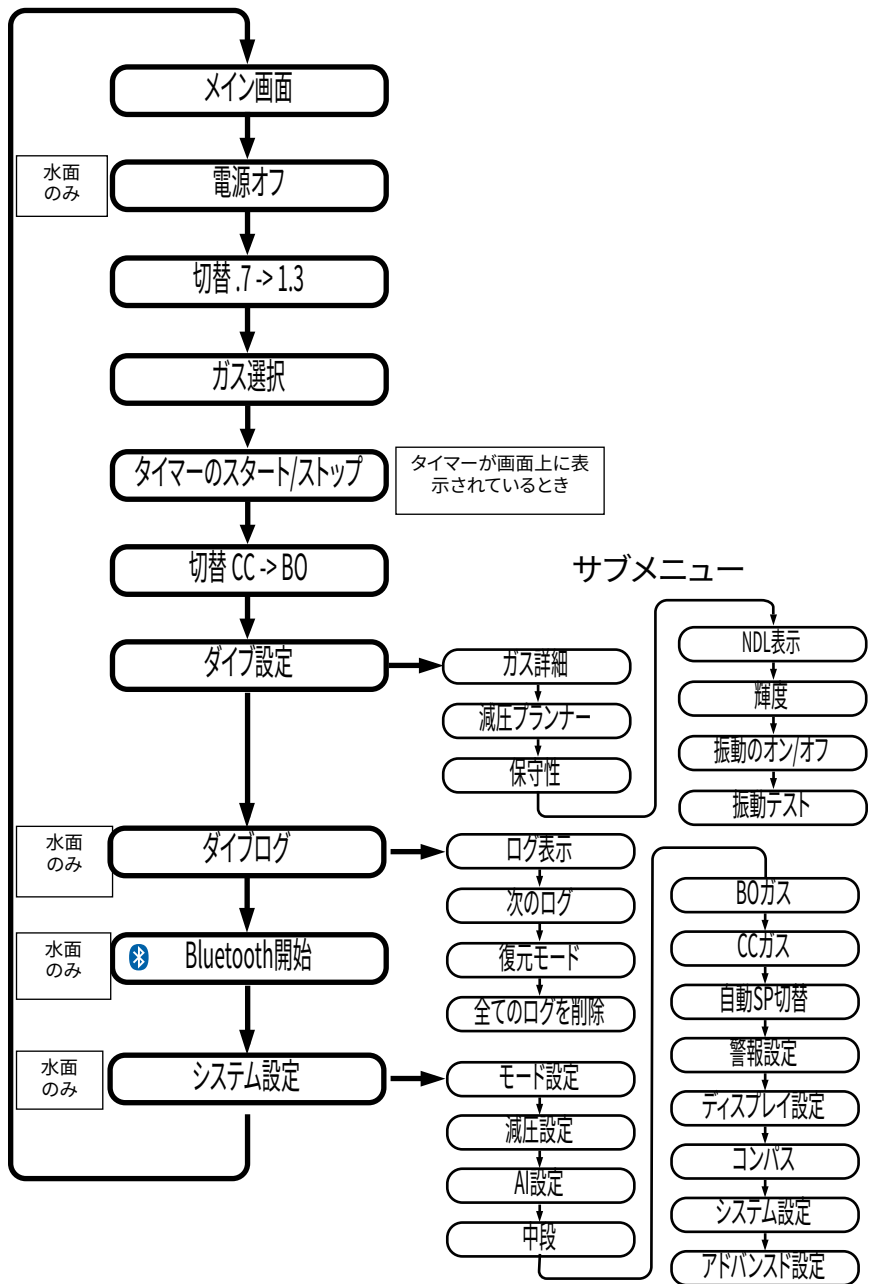 メイン画面
水面
のみ
電源オフ
切替 .7 -> 1.3
ガス選択
タイマーのスタート/ストップ
タイマーが画面上に表
示されているとき
切替 CC -> BO
サブメニュー
ダイブ設定
ガス詳細
減圧プランナー
保守性
NDL表示
輝度
振動のオン/オフ
振動テスト
水面
のみ
ダイブログ
ログ表示
次のログ
復元モード
全てのログを削除
水面
のみ
Bluetooth開始
水面
のみ
システム設定
モード設定
減圧設定
AI設定
中段
BOガス
CCガス
自動SP切替
警報設定
ディスプレイ設定
コンパス
システム設定
アドバンスド設定